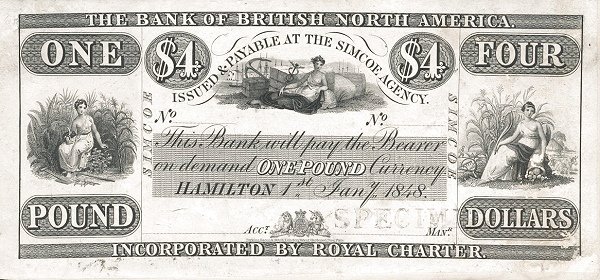 THE BANK OF BRITISH NORTH AMERICA.
ONE $4 ISSUED & PAYABLE AT THE SIMCOE AGENCY. $4 FOUR
SIMCOE
SIMCOE
No No
This Bank will pay the Bearer
on demand ONE POUND Currency
HAMILTON 1st Jany 1848.
ACCt. SPECIM MANr.
POUND DOLLARS
INCORPORATED BY ROYAL CHARTER.